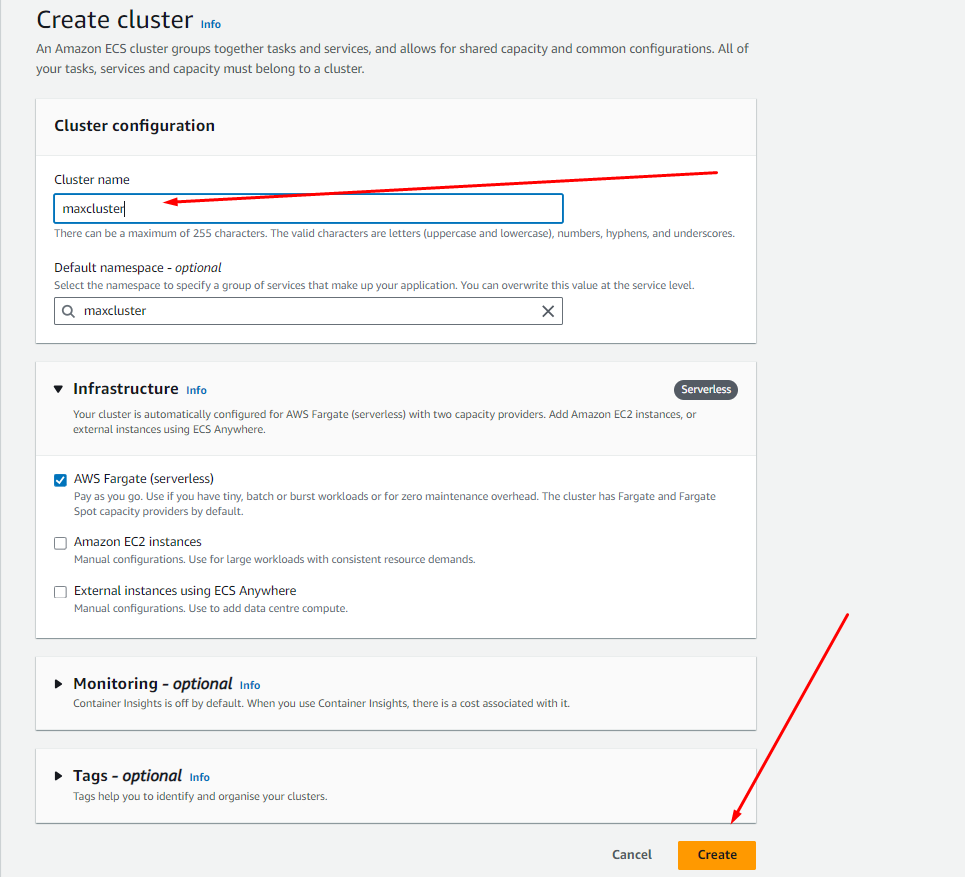 Create cluster Info
An Amazon ECS cluster groups together tasks and services, and allows for shared capacity and common configurations. All of
your tasks, services and capacity must belong to a cluster.
Cluster configuration
Cluster name
maxcluster
There can be a maximum of 255 characters. The valid characters are letters (uppercase and lowercase), numbers, hyphens, and underscores.
Default namespace - optional
Select the namespace to specify a group of services that make up your application. You can overwrite this value at the service level.
maxcluster
Infrastructure Info
Serverless
Your cluster is automatically configured for AWS Fargate (serverless) with two capacity providers. Add Amazon EC2 instances, or
external instances using ECS Anywhere.
AWS Fargate (serverless)
Pay as you go. Use if you have tiny, batch or burst workloads or for zero maintenance overhead. The cluster has Fargate and Fargate
Spot capacity providers by default.
Amazon EC2 instances
Manual configurations. Use for large workloads with consistent resource demands.
External instances using ECS Anywhere
Manual configurations. Use to add data centre compute.
Monitoring - optional Info
Container Insights is off by default. When you use Container Insights, there is a cost associated with it.
Tags - optional Info
Tags help you to identify and organise your clusters.
Cancel
Create